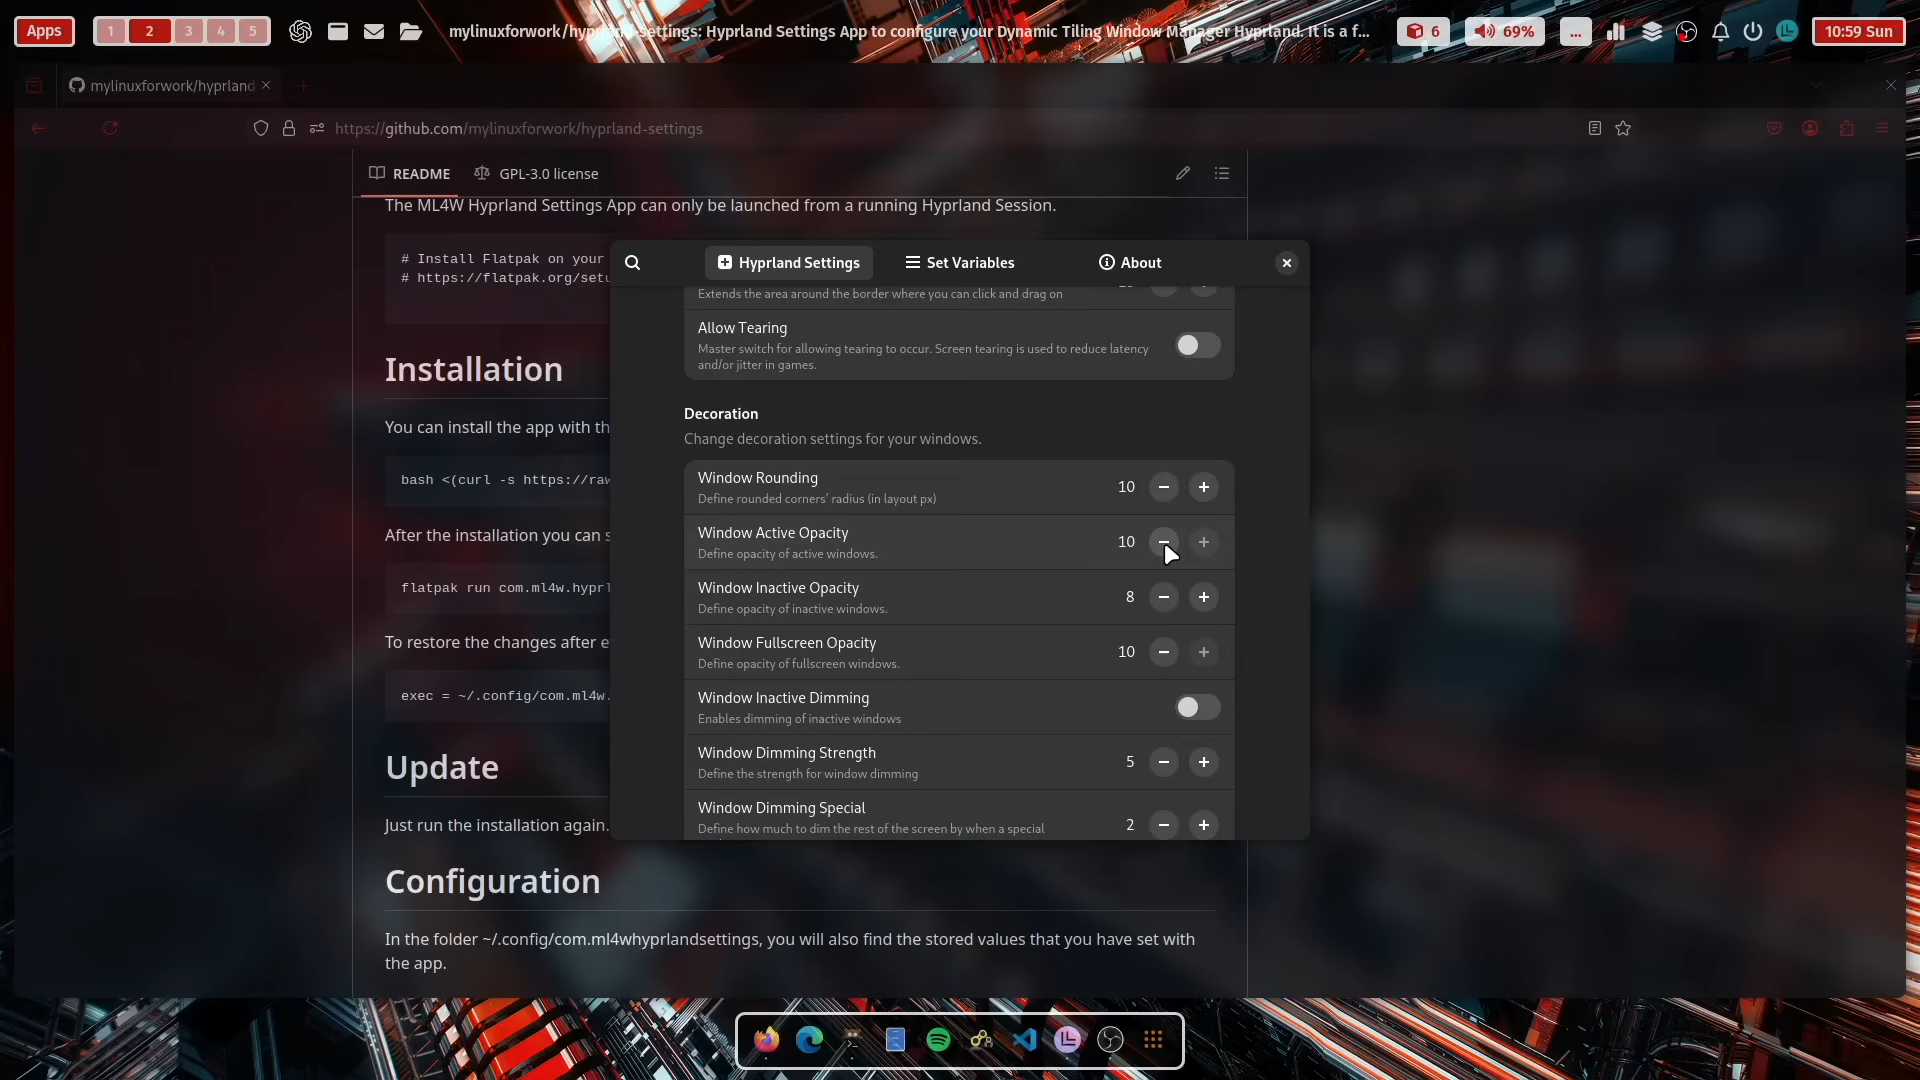 Apps
1 2 3 4 5
mylinuxforwork/hyprland-settings: Hyprland Settings App to configure your Dynamic Tiling Window Manager Hyprland. It is a f...
6
69%
...
10:59 Sun
mylinuxforwork/hyprland
https://github.com/mylinuxforwork/hyprland-settings
README
GPL-3.0 license
The ML4W Hyprland Settings App can only be launched from a running Hyprland Session.
# Install Flatpak on your
# https://flatpak.org/setu
Installation
You can install the app with th
bash <(curl -s https://raw
After the installation you can s
flatpak run com.ml4w.hyprl
To restore the changes after e
exec = ~/.config/com.ml4w.
Update
Just run the installation again.
Configuration
In the folder ~/.config/com.ml4whyprlandsettings, you will also find the stored values that you have set with
the app.
Hyprland Settings
Set Variables
About
Extends the area around the border where you can click and drag on
Allow Tearing
Master switch for allowing tearing to occur. Screen tearing is used to reduce latency
and/or jitter in games.
Decoration
Change decoration settings for your windows.
Window Rounding
Define rounded corners' radius (in layout px)
10
Window Active Opacity
Define opacity of active windows.
10
Window Inactive Opacity
Define opacity of inactive windows.
8
Window Fullscreen Opacity
Define opacity of fullscreen windows.
10
Window Inactive Dimming
Enables dimming of inactive windows
Window Dimming Strength
Define the strength for window dimming
5
Window Dimming Special
Define how much to dim the rest of the screen by when a special
2